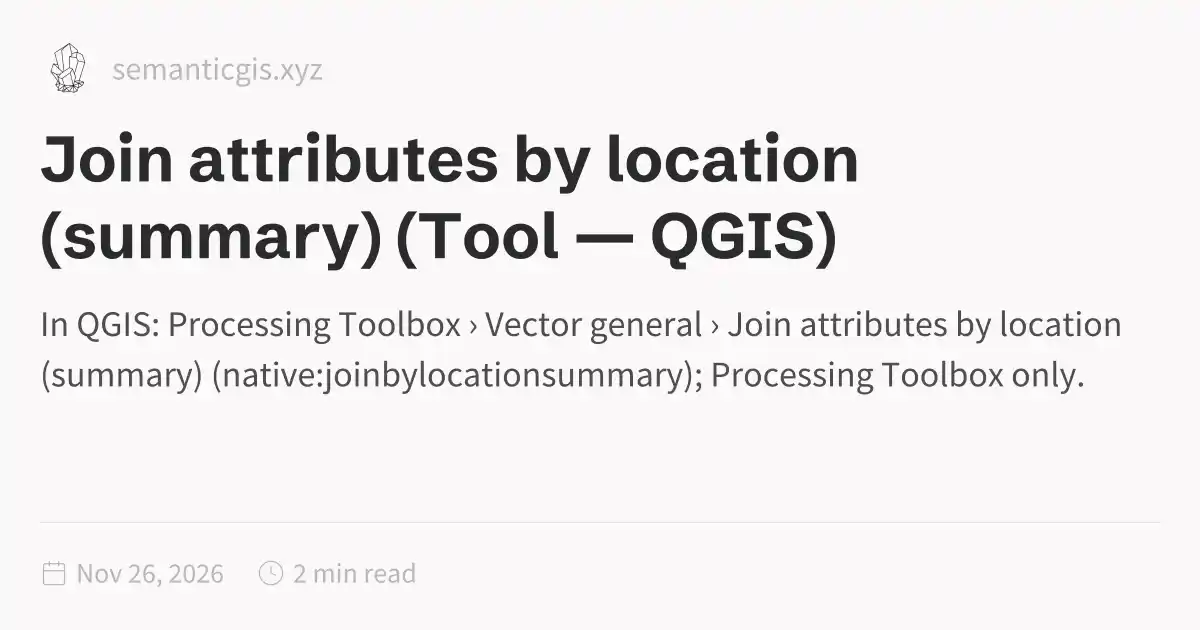 semanticgis.xyz
Join attributes by location
(summary) (Tool — QGIS)
In QGIS: Processing Toolbox › Vector general › Join attributes by location
(summary) (native:joinbylocationsummary); Processing Toolbox only.
Nov 26, 2026 2 min read